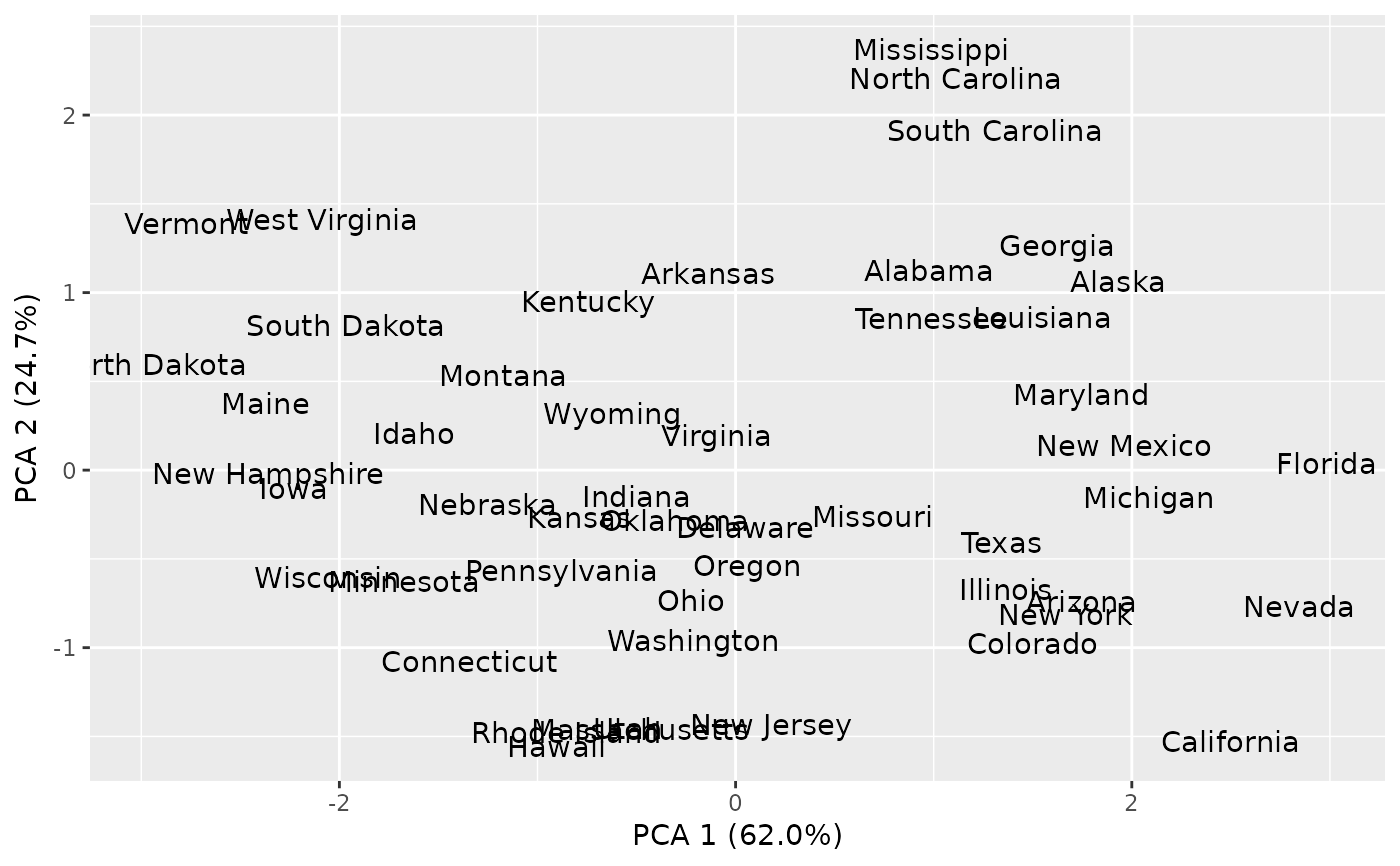 Mississippi
North Carolina
2
South Carolina
Vermont
West Virginia
Georgia
Arkansas
Alabama
Alaska
1
Kentucky
South Dakota
Tennessee
Louisiana
rth Dakota
Montana
Maine
Maryland
Wyoming
Idaho
Virginia
New Mexico
0
New Hampshire
Florida
Iowa
Nebraska
Indiana
Michigan
Kansas
Oklahoma
Delaware
Missouri
Texas
Wisconsin
Minnesota
Pennsylvania
Oregon
Illinois
Ohio
Arizona
New York
Nevada
-1
Washington
Colorado
Connecticut
Rhode Island
Massachusetts
Utah
New Jersey
Hawaii
California
-2
0
2
PCA 1 (62.0%)
PCA 2 (24.7%)